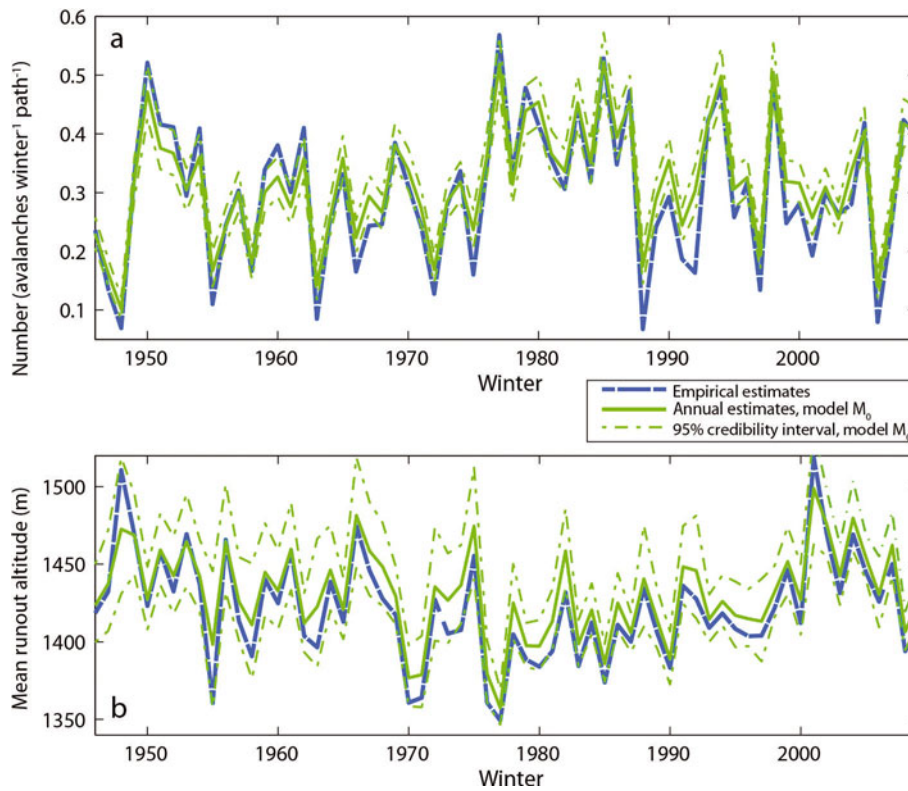 a
Number (avalanches winter⁻¹ path⁻¹)
0.6
0.5
0.4
0.3
0.2
0.1
1950 1960 1970 1980 1990 2000
Winter
Empirical estimates
Annual estimates, model M₀
95% credibility interval, model M₀
b
Mean runout altitude (m)
1500
1450
1400
1350
1950 1960 1970 1980 1990 2000
Winter